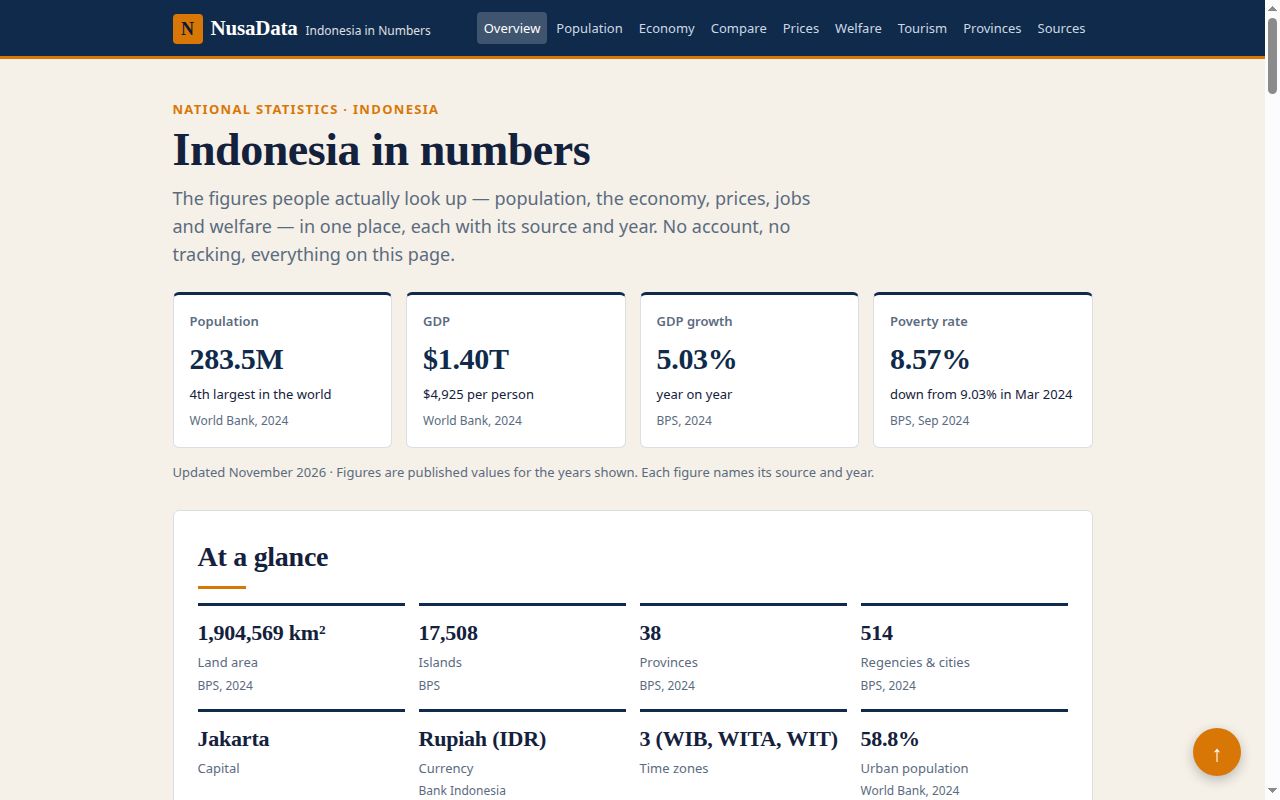 N NusaData Indonesia in Numbers Overview Population Economy Compare Prices Welfare Tourism Provinces Sources
NATIONAL STATISTICS · INDONESIA
Indonesia in numbers
The figures people actually look up — population, the economy, prices, jobs
and welfare — in one place, each with its source and year. No account, no
tracking, everything on this page.
Population
283.5M
4th largest in the world
World Bank, 2024
GDP
$1.40T
$4,925 per person
World Bank, 2024
GDP growth
5.03%
year on year
BPS, 2024
Poverty rate
8.57%
down from 9.03% in Mar 2024
BPS, Sep 2024
Updated November 2026 · Figures are published values for the years shown. Each figure names its source and year.
At a glance
1,904,569 km²
Land area
BPS, 2024
17,508
Islands
BPS
38
Provinces
BPS, 2024
514
Regencies & cities
BPS, 2024
Jakarta
Capital
Rupiah (IDR)
Currency
Bank Indonesia
3 (WIB, WITA, WIT)
Time zones
58.8%
Urban population
World Bank, 2024
↑